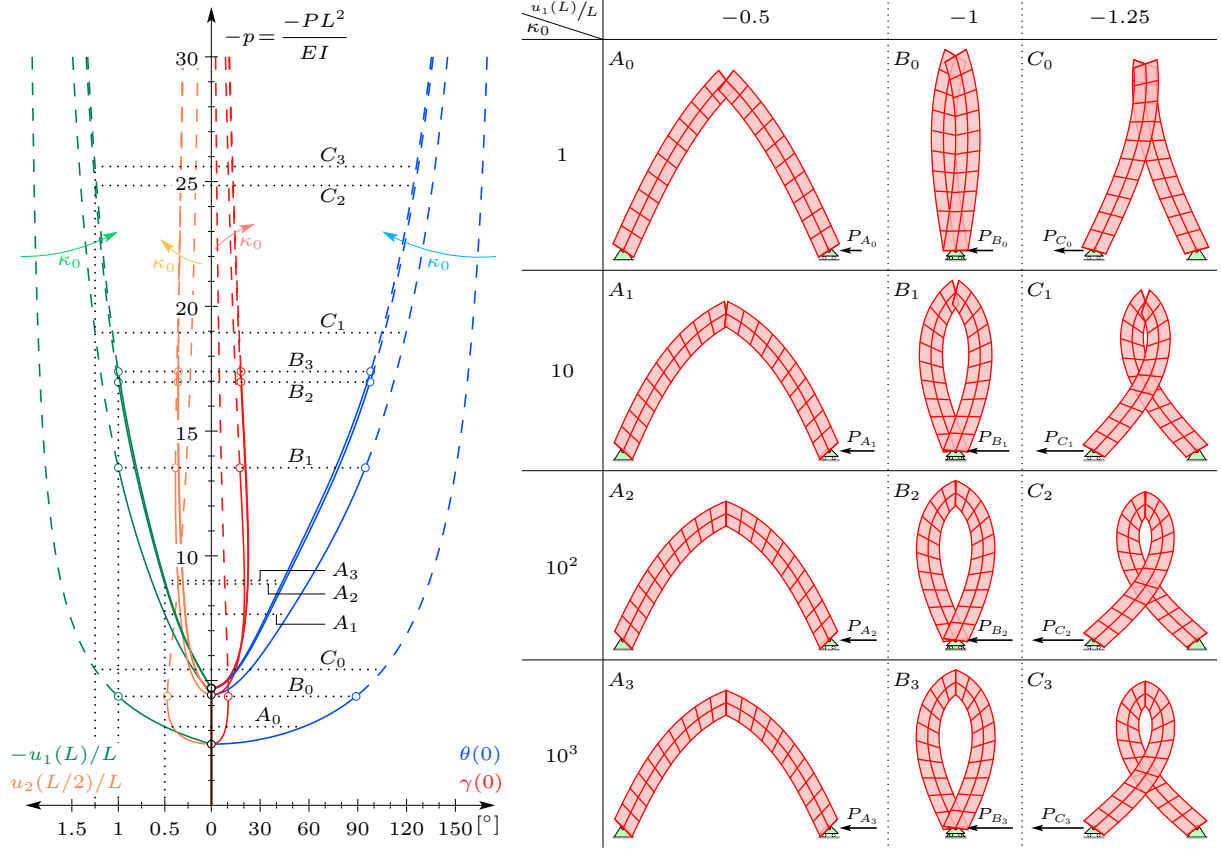 −p = −PL² / EI
30
25
20
15
10
C₃
C₂
κ₀ κ₀ κ₀ κ₀
C₁
B₃
B₂
B₁
A₃
A₂
A₁
C₀
B₀
A₀
−u₁(L)/L θ(0)
u₂(L/2)/L γ(0)
1.5 1 0.5 0 30 60 90 120 150 [°]
u₁(L)/L κ₀ −0.5 −1 −1.25
1 A₀ B₀ C₀
P_A₀ P_B₀ P_C₀
10 A₁ B₁ C₁
P_A₁ P_B₁ P_C₁
10² A₂ B₂ C₂
P_A₂ P_B₂ P_C₂
10³ A₃ B₃ C₃
P_A₃ P_B₃ P_C₃